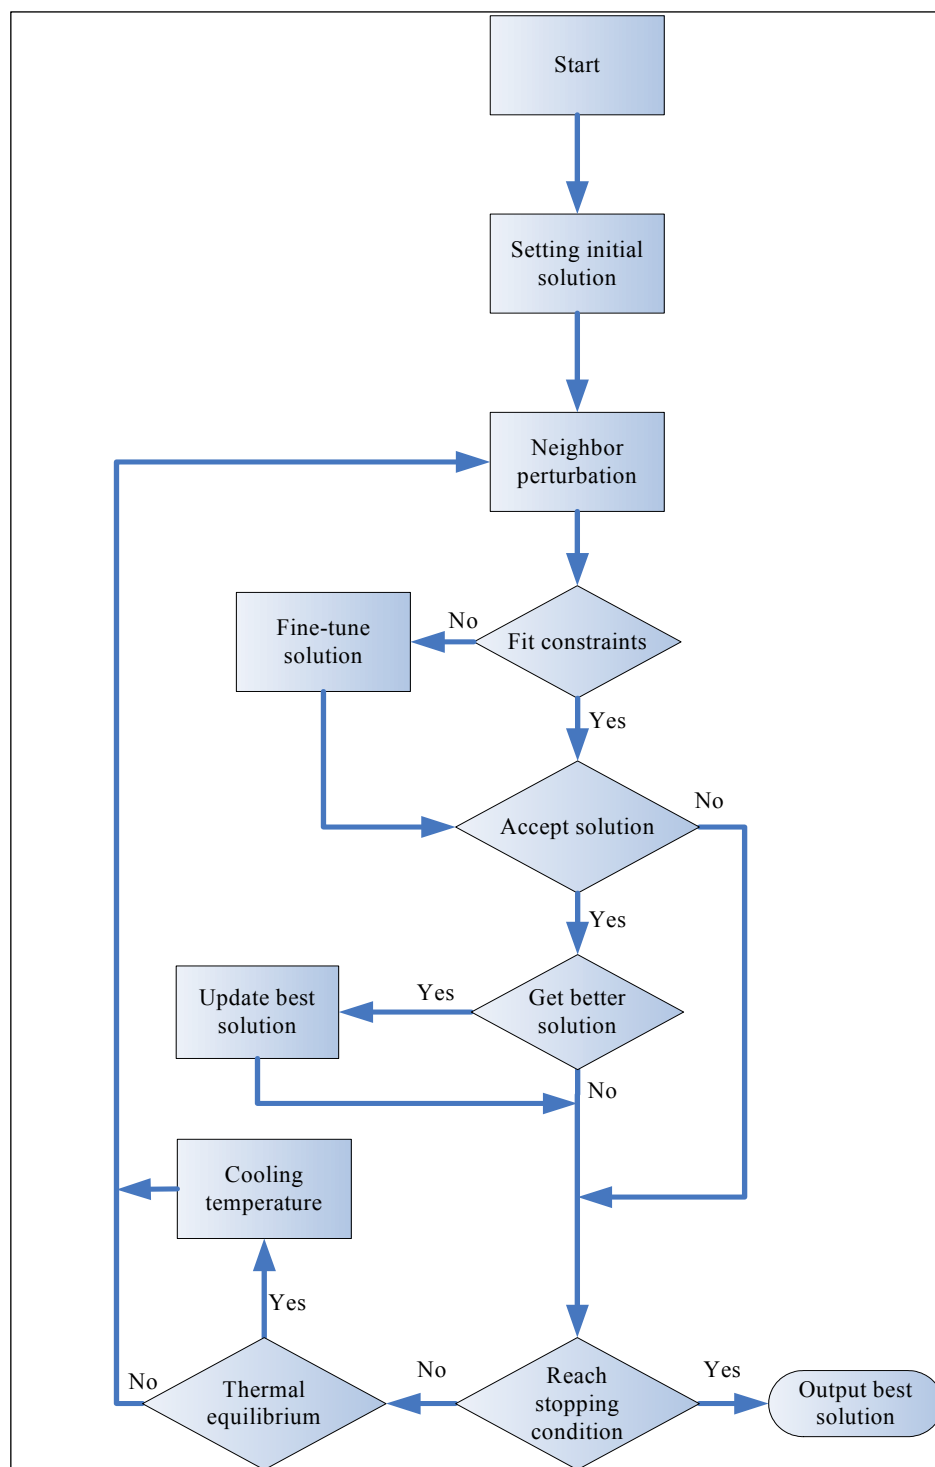 Start
Setting initial
solution
Neighbor
perturbation
Fine-tune
solution
No
Fit constraints
Yes
Accept solution
No
Yes
Update best
solution
Yes
Get better
solution
No
Cooling
temperature
Yes
No
Thermal
equilibrium
No
Reach
stopping
condition
Yes
Output best
solution